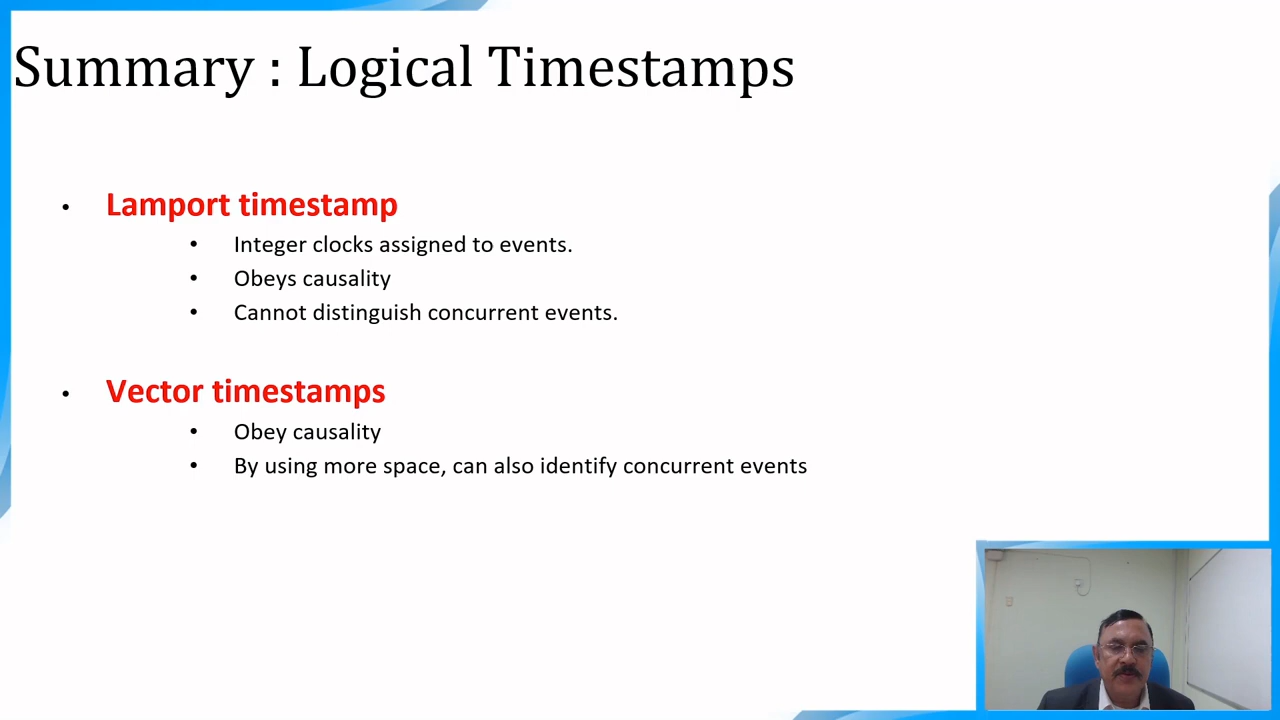 Summary : Logical Timestamps
• Lamport timestamp
• Integer clocks assigned to events.
• Obeys causality
• Cannot distinguish concurrent events.
• Vector timestamps
• Obey causality
• By using more space, can also identify concurrent events